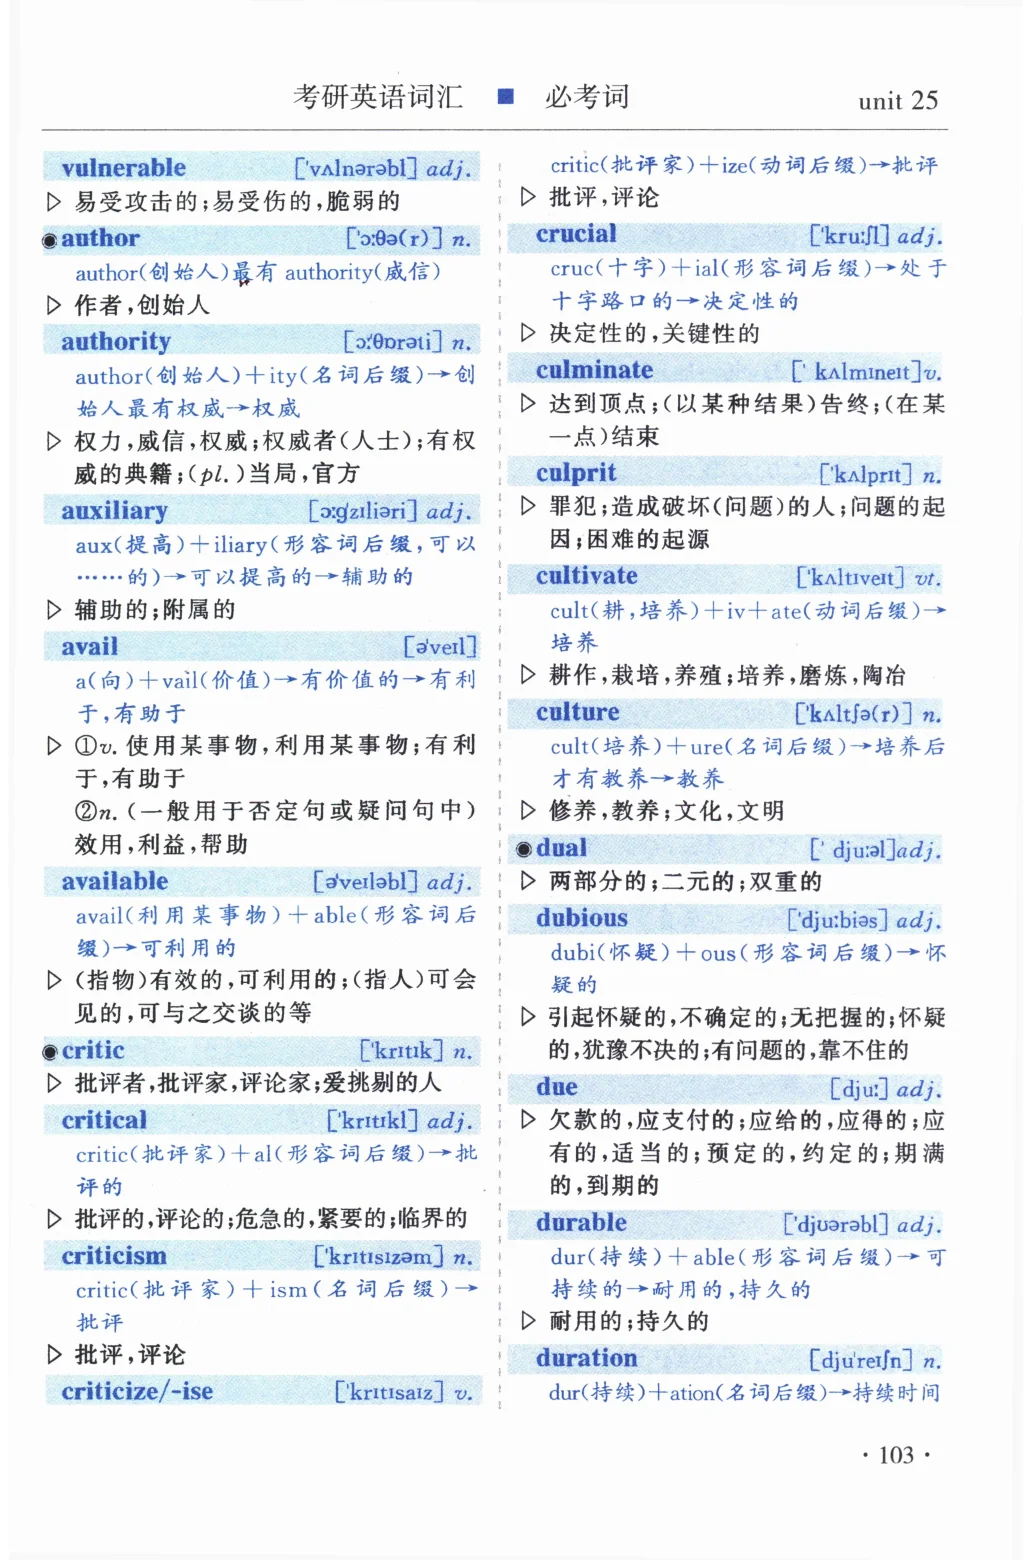 考研英语词汇 ■ 必考词 unit 25
vulnerable ['vʌlnərəbl] adj.
▷ 易受攻击的;易受伤的,脆弱的
◉author ['ɔ:θə(r)] n.
author(创始人)最有 authority(威信)
▷ 作者,创始人
authority [ɔ:'θɒrəti] n.
author(创始人)+ity(名词后缀)→创
始人最有权威→权威
▷ 权力,威信,权威;权威者(人士);有权
威的典籍;(pl.)当局,官方
auxiliary [ɔ:g'zɪliəri] adj.
aux(提高)+iliary(形容词后缀,可以
……的)→可以提高的→辅助的
▷ 辅助的;附属的
avail [ə'veɪl]
a(向)+vail(价值)→有价值的→有利
于,有助于
▷ ①v. 使用某事物,利用某事物;有利
于,有助于
②n. (一般用于否定句或疑问句中)
效用,利益,帮助
available [ə'veɪləbl] adj.
avail(利用某事物)+able(形容词后
缀)→可利用的
▷ (指物)有效的,可利用的;(指人)可会
见的,可与之交谈的等
◉critic ['krɪtɪk] n.
▷ 批评者,批评家,评论家;爱挑剔的人
critical ['krɪtɪkl] adj.
critic(批评家)+al(形容词后缀)→批
评的
▷ 批评的,评论的;危急的,紧要的;临界的
criticism ['krɪtɪsɪzəm] n.
critic(批评家)+ism(名词后缀)→
批评
▷ 批评,评论
criticize/-ise ['krɪtɪsaɪz] v.
critic(批评家)+ize(动词后缀)→批评
▷ 批评,评论
crucial ['kru:ʃl] adj.
cruc(十字)+ial(形容词后缀)→处于
十字路口的→决定性的
▷ 决定性的,关键性的
culminate [' kʌlmɪneɪt]v.
▷ 达到顶点;(以某种结果)告终;(在某
一点)结束
culprit ['kʌlprɪt] n.
▷ 罪犯;造成破坏(问题)的人;问题的起
因;困难的起源
cultivate ['kʌltɪveɪt] vt.
cult(耕,培养)+iv+ate(动词后缀)→
培养
▷ 耕作,栽培,养殖;培养,磨炼,陶冶
culture ['kʌltʃə(r)] n.
cult(培养)+ure(名词后缀)→培养后
才有教养→教养
▷ 修养,教养;文化,文明
◉dual [' dju:əl]adj.
▷ 两部分的;二元的;双重的
dubious ['dju:biəs] adj.
dubi(怀疑)+ous(形容词后缀)→怀
疑的
▷ 引起怀疑的,不确定的;无把握的;怀疑
的,犹豫不决的;有问题的,靠不住的
due [dju:] adj.
▷ 欠款的,应支付的;应给的,应得的;应
有的,适当的;预定的,约定的;期满
的,到期的
durable ['djʊərəbl] adj.
dur(持续)+able(形容词后缀)→可
持续的→耐用的,持久的
▷ 耐用的;持久的
duration [dju'reɪʃn] n.
dur(持续)+ation(名词后缀)→持续时间
· 103 ·